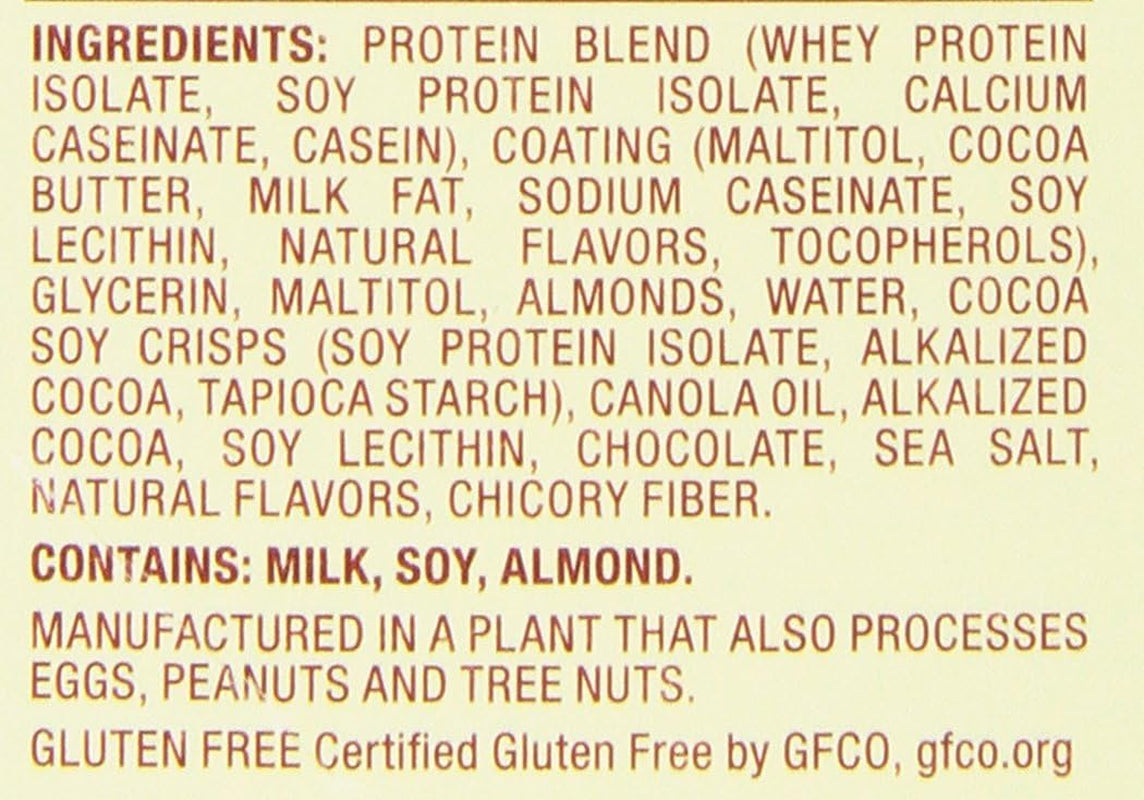 INGREDIENTS: PROTEIN BLEND (WHEY PROTEIN
ISOLATE, SOY PROTEIN ISOLATE, CALCIUM
CASEINATE, CASEIN), COATING (MALTITOL, COCOA
BUTTER, MILK FAT, SODIUM CASEINATE, SOY
LECITHIN, NATURAL FLAVORS, TOCOPHEROLS),
GLYCERIN, MALTITOL, ALMONDS, WATER, COCOA
SOY CRISPS (SOY PROTEIN ISOLATE, ALKALIZED
COCOA, TAPIOCA STARCH), CANOLA OIL, ALKALIZED
COCOA, SOY LECITHIN, CHOCOLATE, SEA SALT,
NATURAL FLAVORS, CHICORY FIBER.
CONTAINS: MILK, SOY, ALMOND.
MANUFACTURED IN A PLANT THAT ALSO PROCESSES
EGGS, PEANUTS AND TREE NUTS.
GLUTEN FREE Certified Gluten Free by GFCO, gfco.org